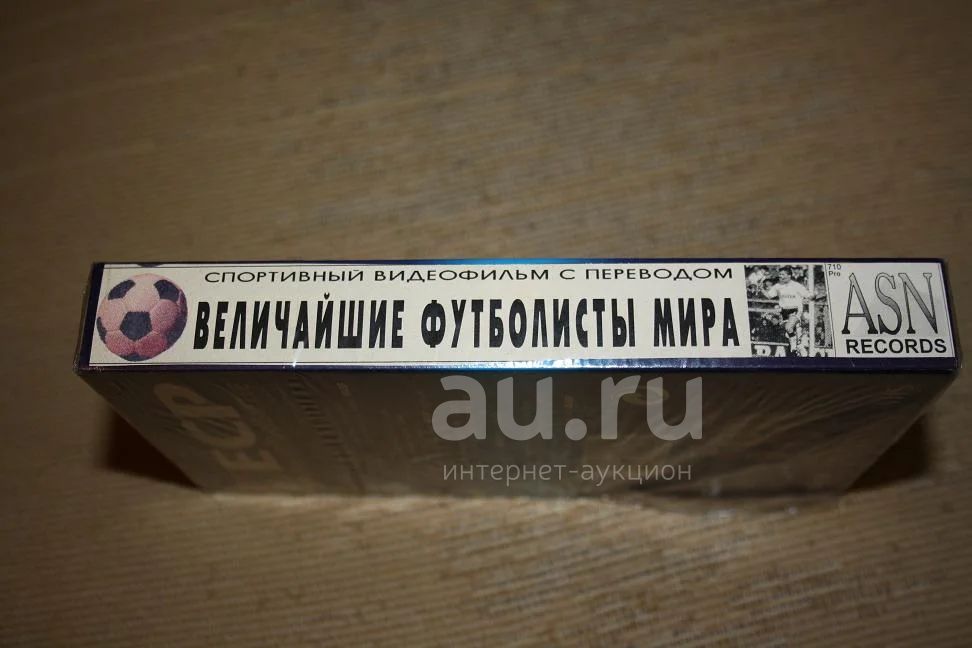 СПОРТИВНЫЙ ВИДЕОФИЛЬМ С ПЕРЕВОДОМ
ВЕЛИЧАЙШИЕ ФУТБОЛИСТЫ МИРА
710
Pro
ASN
RECORDS
au.ru
интернет-аукцион